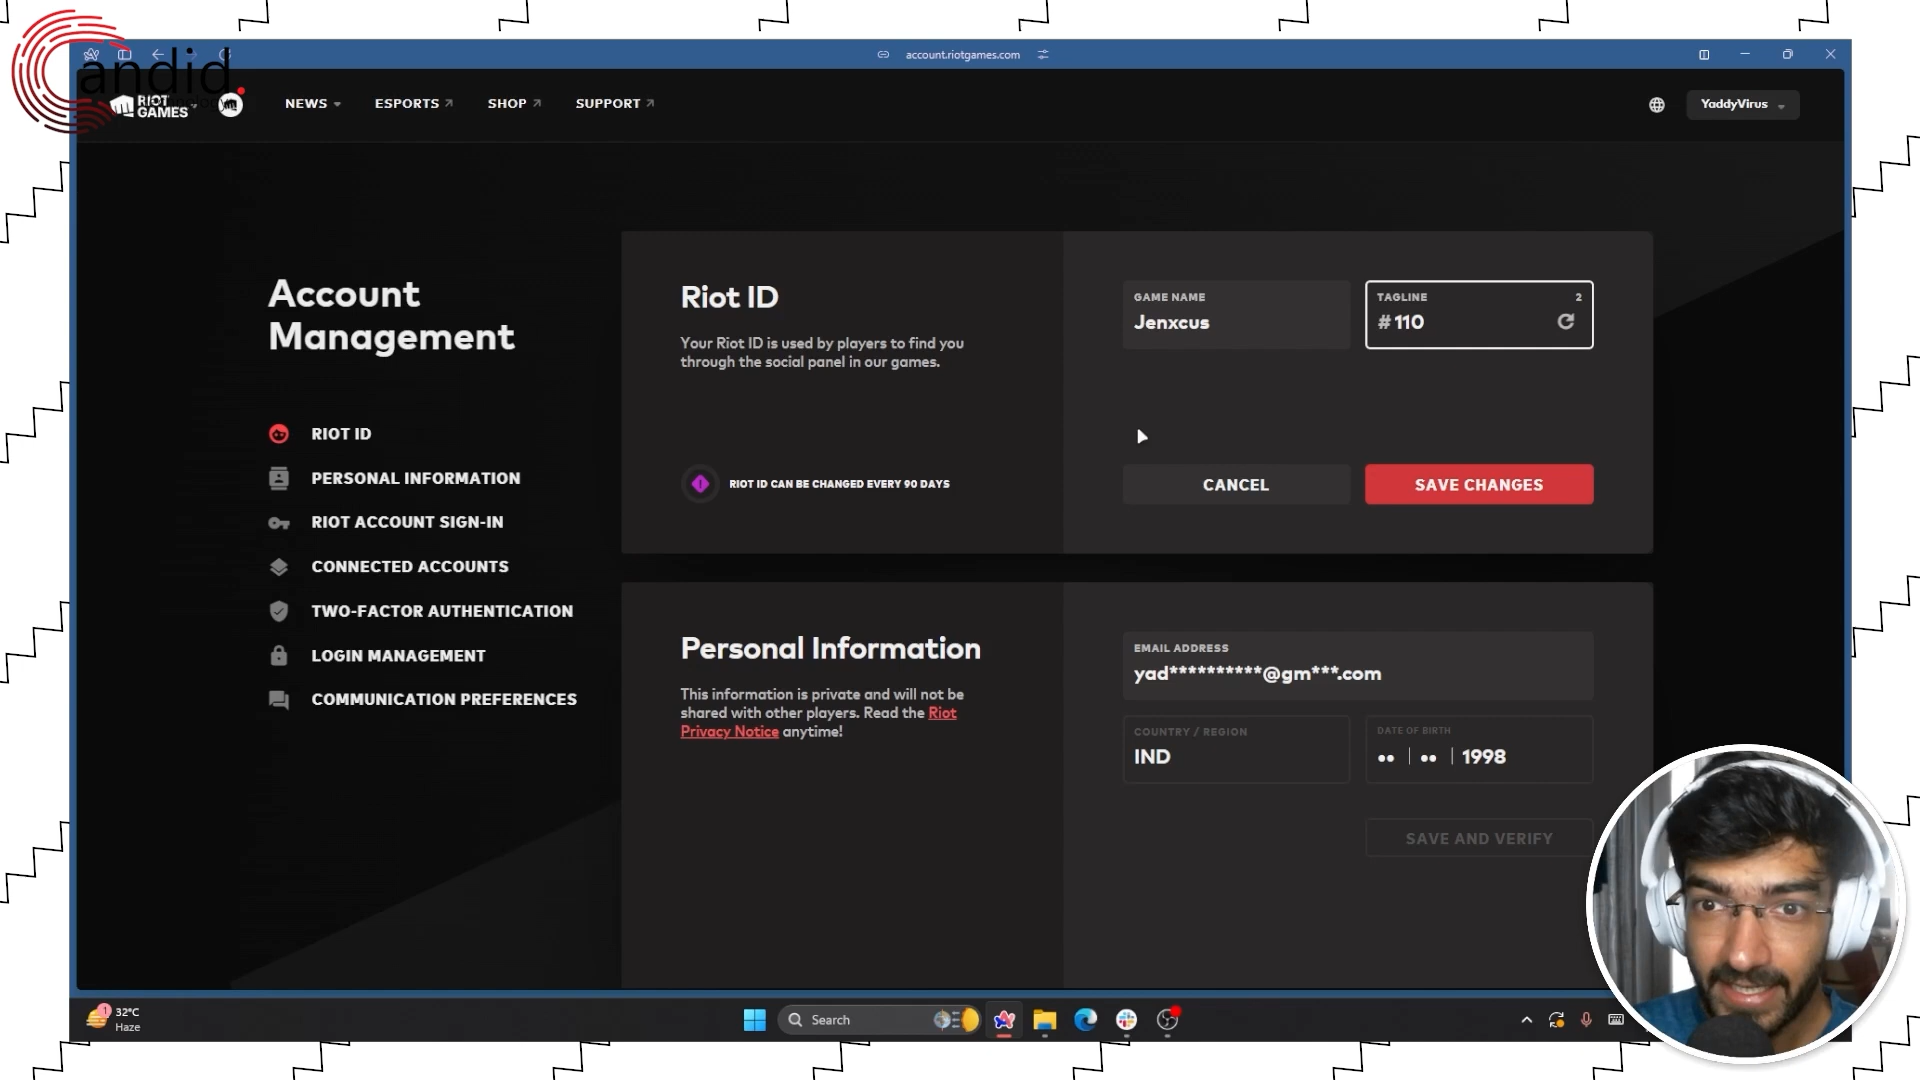 Candid.
account.riotgames.com
RIOT GAMES
NEWS
ESPORTS
SHOP
SUPPORT
YaddyVirus
Account
Management
RIOT ID
PERSONAL INFORMATION
RIOT ACCOUNT SIGN-IN
CONNECTED ACCOUNTS
TWO-FACTOR AUTHENTICATION
LOGIN MANAGEMENT
COMMUNICATION PREFERENCES
Riot ID
Your Riot ID is used by players to find you
through the social panel in our games.
RIOT ID CAN BE CHANGED EVERY 90 DAYS
GAME NAME
Jenxcus
TAGLINE 2
#110
CANCEL
SAVE CHANGES
Personal Information
This information is private and will not be
shared with other players. Read the Riot
Privacy Notice anytime!
EMAIL ADDRESS
yad**********@gm***.com
COUNTRY / REGION
IND
DATE OF BIRTH
•• | •• | 1998
SAVE AND VERIFY
1
32°C
Haze
Search